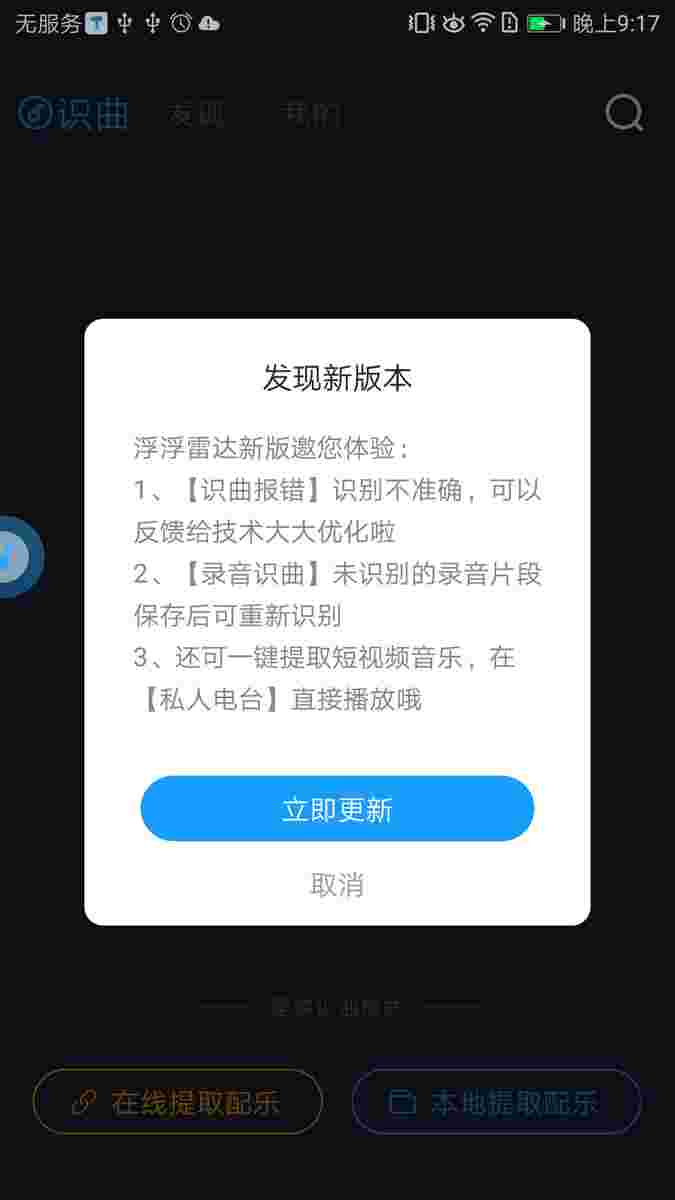 无服务
晚上9:17
识曲
发现
我的
发现新版本
浮浮雷达新版邀您体验：
1、【识曲报错】识别不准确，可以
反馈给技术大大优化啦
2、【录音识曲】未识别的录音片段
保存后可重新识别
3、还可一键提取短视频音乐，在
【私人电台】直接播放哦
立即更新
取消
在线提取配乐
本地提取配乐